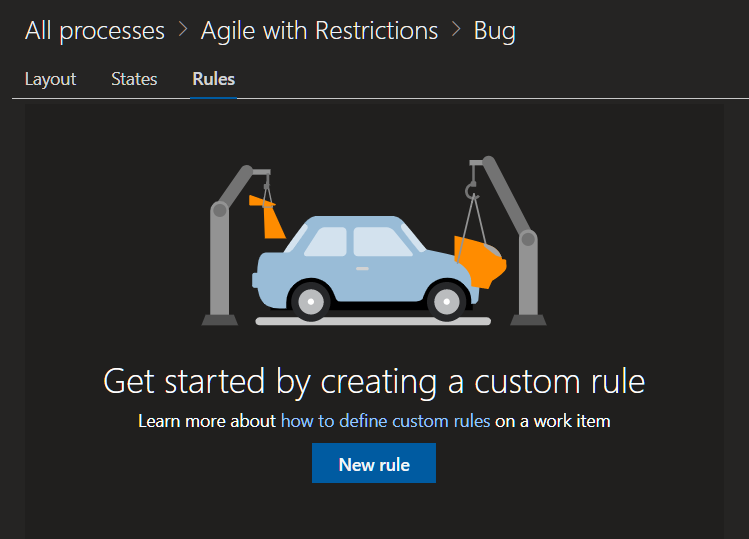 All processes > Agile with Restrictions > Bug
Layout States Rules
Get started by creating a custom rule
Learn more about how to define custom rules on a work item
New rule